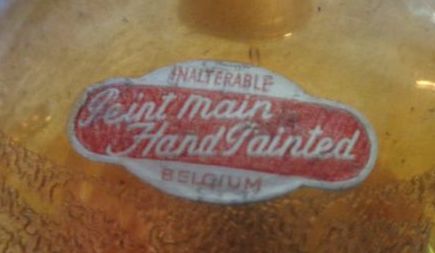 INALTERABLE
Peint main
Hand Painted
BELGIUM